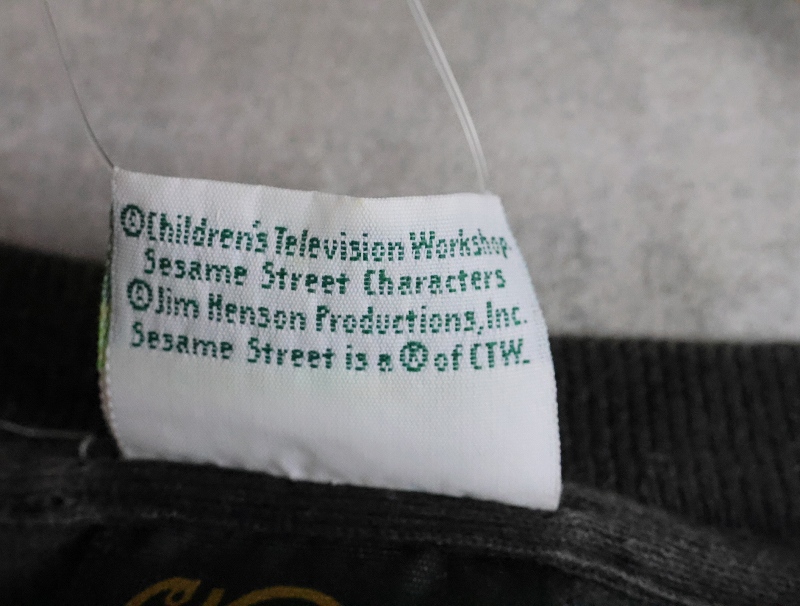 ®Children's Television Workshop
Sesame Street Characters
®Jim Henson Productions, Inc.
Sesame Street is a ® of CTW.